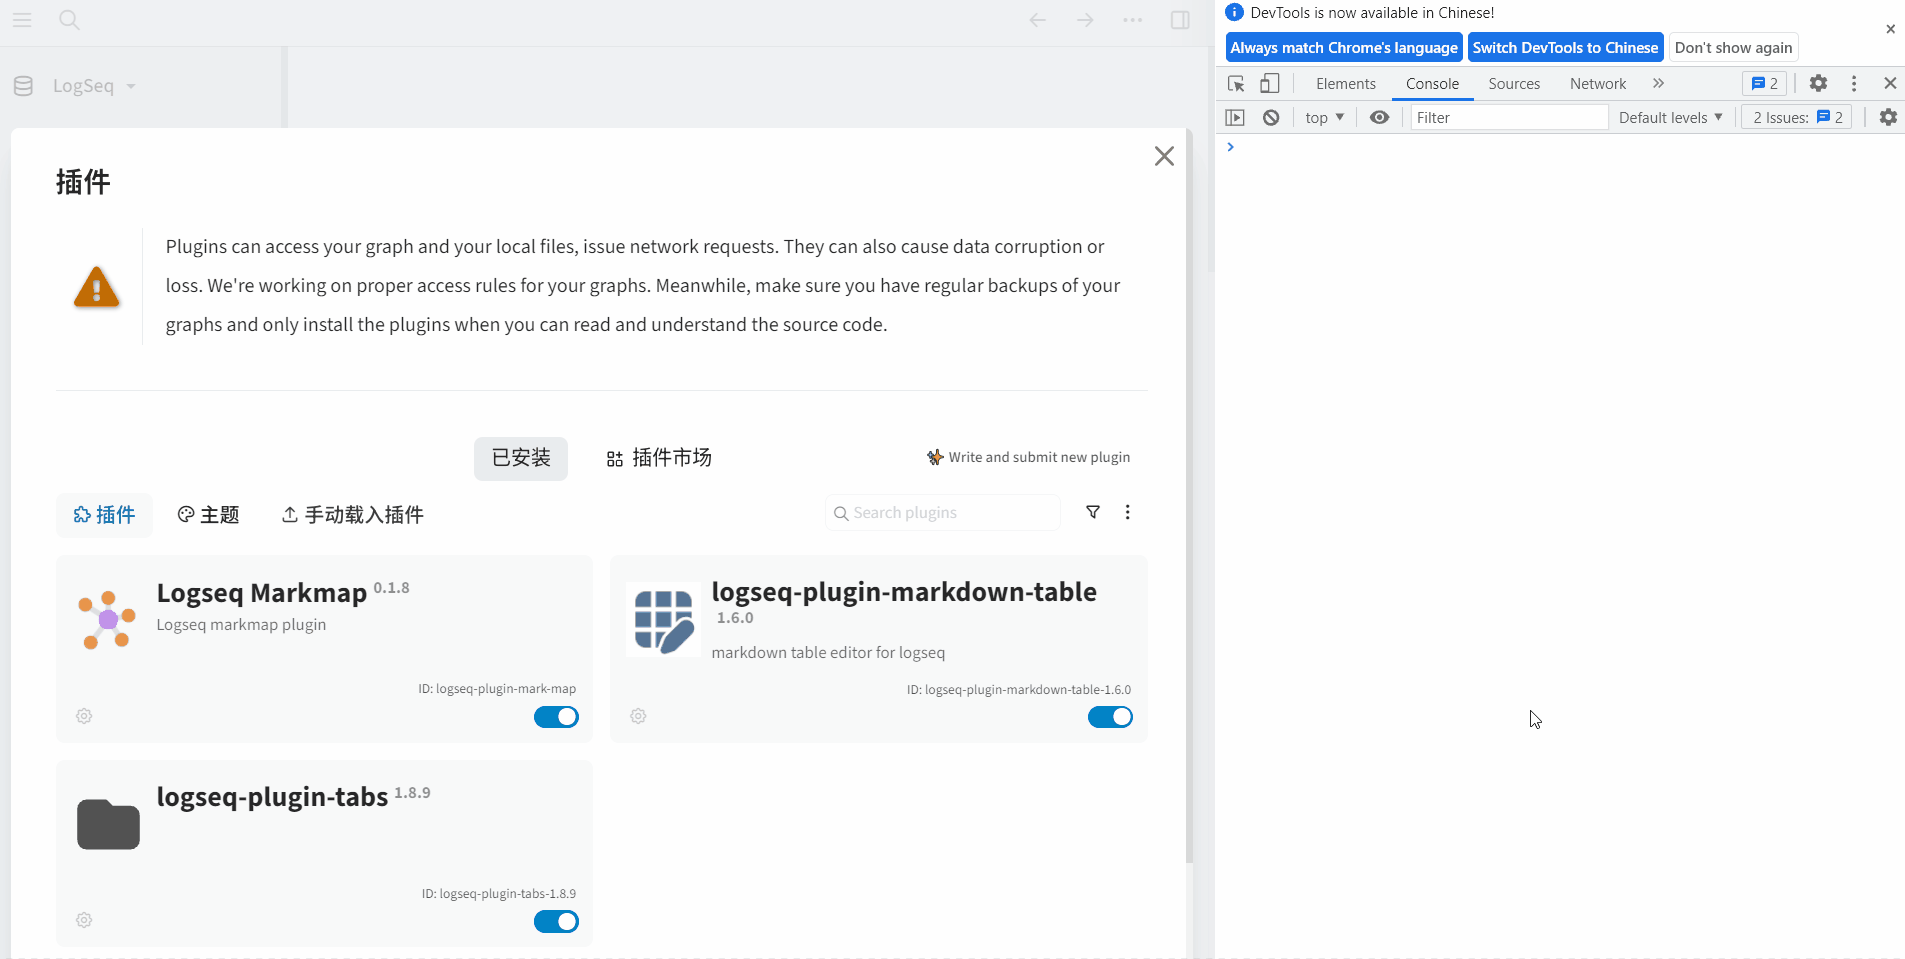 LogSeq
插件
Plugins can access your graph and your local files, issue network requests. They can also cause data corruption or
loss. We're working on proper access rules for your graphs. Meanwhile, make sure you have regular backups of your
graphs and only install the plugins when you can read and understand the source code.
已安装
插件市场
Write and submit new plugin
插件
主题
手动载入插件
Search plugins
Logseq Markmap 0.1.8
Logseq markmap plugin
ID: logseq-plugin-mark-map
logseq-plugin-markdown-table
1.6.0
markdown table editor for logseq
ID: logseq-plugin-markdown-table-1.6.0
logseq-plugin-tabs 1.8.9
ID: logseq-plugin-tabs-1.8.9
DevTools is now available in Chinese!
Always match Chrome's language
Switch DevTools to Chinese
Don't show again
Elements
Console
Sources
Network
2
top
Filter
Default levels
2 Issues: 2